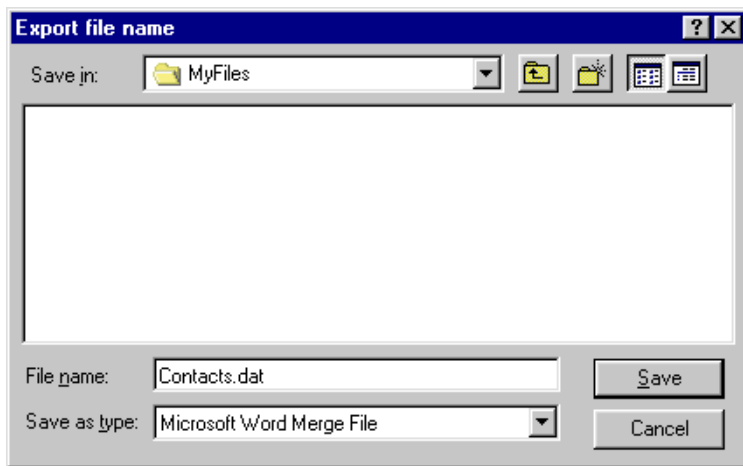 Export file name
Save in: MyFiles
File name: Contacts.dat Save
Save as type: Microsoft Word Merge File Cancel